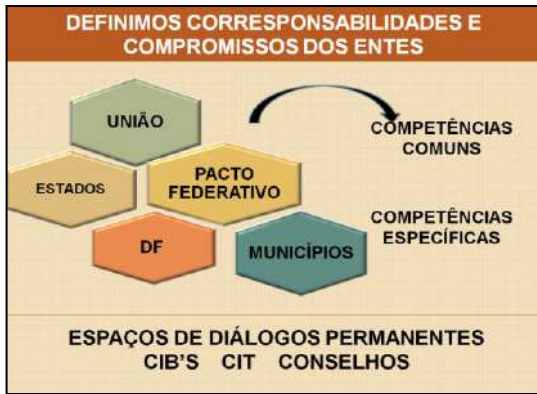 DEFINIMOS CORRESPONSABILIDADES E
COMPROMISSOS DOS ENTES
UNIÃO
ESTADOS
PACTO
FEDERATIVO
DF
MUNICÍPIOS
COMPETÊNCIAS
COMUNS
COMPETÊNCIAS
ESPECÍFICAS
ESPAÇOS DE DIÁLOGOS PERMANENTES
CIB'S CIT CONSELHOS